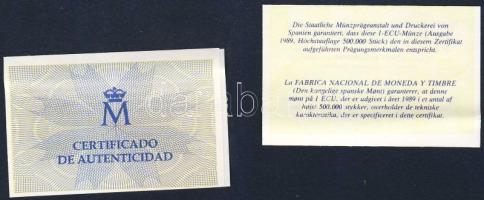 M
CERTIFICADO
DE AUTENTICIDAD
Die Staatliche Münzprägeanstalt und Druckerei von
Spanien garantiert, dass diese 1-ECU-Münze (Ausgabe
1989, Höchstauflage 500.000 Stück) den in diesem Zertifikat
aufgeführten Prägungsmerkmalen entspricht.
La FABRICA NACIONAL DE MONEDA Y TIMBRE
(Den kongelige spanske Mønt) garanterer, at denne
mønt på 1 ECU, der er udgivet i året 1989 i et antal af
højst 500.000 stykker, overholder de tekniske
karakteristika, der er specificeret i dette certifikat.